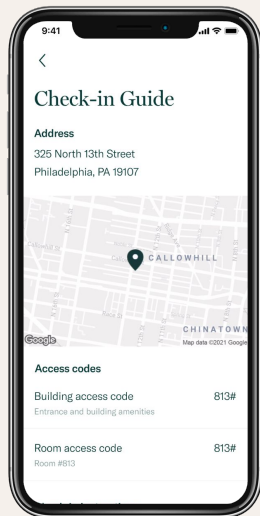 9:41
Check-in Guide
Address
325 North 13th Street
Philadelphia, PA 19107
CALLOWHILL
CHINATOWN
Google
Map data ©2021 Google
Access codes
Building access code 813#
Entrance and building amenities
Room access code 813#
Room #813